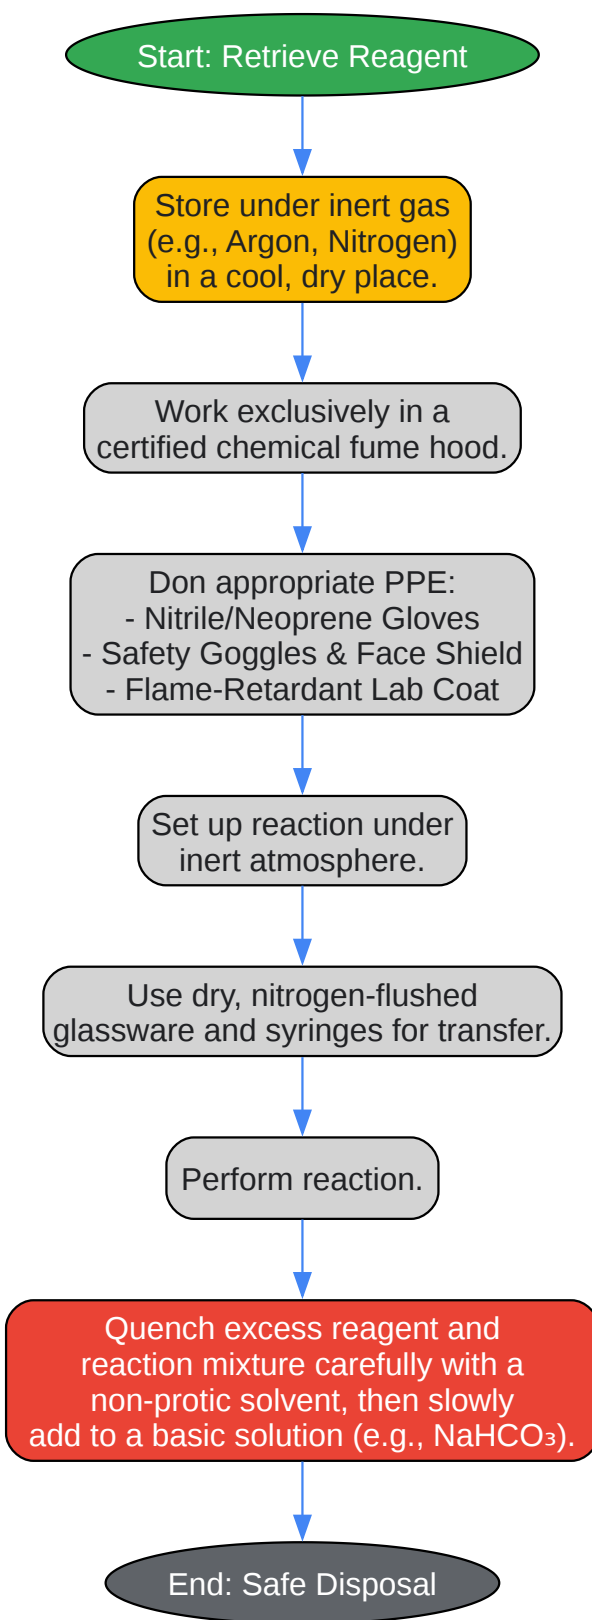 Start: Retrieve Reagent
Store under inert gas
(e.g., Argon, Nitrogen)
in a cool, dry place.
Work exclusively in a
certified chemical fume hood.
Don appropriate PPE:
- Nitrile/Neoprene Gloves
- Safety Goggles & Face Shield
- Flame-Retardant Lab Coat
Set up reaction under
inert atmosphere.
Use dry, nitrogen-flushed
glassware and syringes for transfer.
Perform reaction.
Quench excess reagent and
reaction mixture carefully with a
non-protic solvent, then slowly
add to a basic solution (e.g., NaHCO₃).
End: Safe Disposal